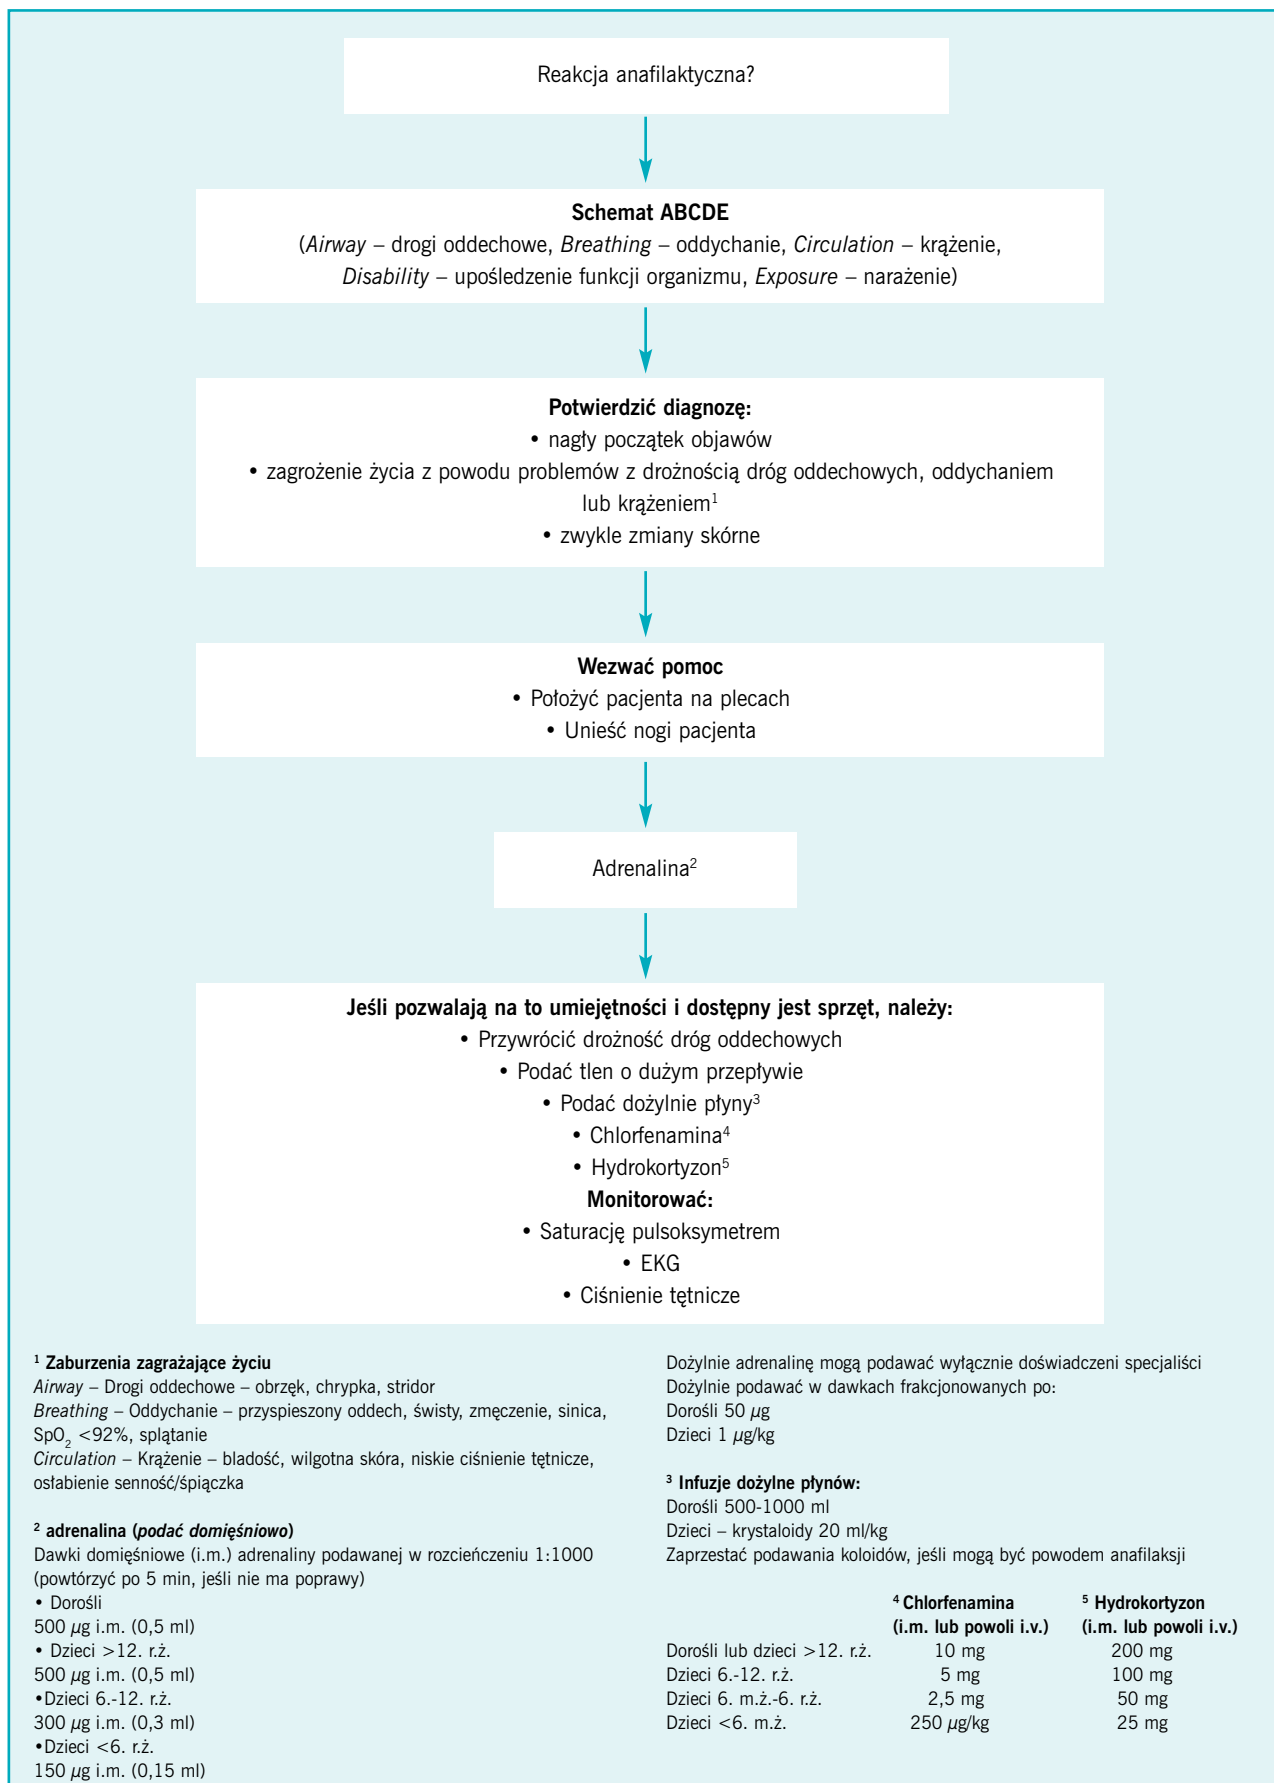 Reakcja anafilaktyczna?
Schemat ABCDE
(Airway – drogi oddechowe, Breathing – oddychanie, Circulation – krążenie,
Disability – upośledzenie funkcji organizmu, Exposure – narażenie)
Potwierdzić diagnozę:
• nagły początek objawów
• zagrożenie życia z powodu problemów z drożnością dróg oddechowych, oddychaniem
lub krążeniem¹
• zwykle zmiany skórne
Wezwać pomoc
• Położyć pacjenta na plecach
• Unieść nogi pacjenta
Adrenalina²
Jeśli pozwalają na to umiejętności i dostępny jest sprzęt, należy:
• Przywrócić drożność dróg oddechowych
• Podać tlen o dużym przepływie
• Podać dożylnie płyny³
• Chlorfenamina⁴
• Hydrokortyzon⁵
Monitorować:
• Saturację pulsoksymetrem
• EKG
• Ciśnienie tętnicze
¹ Zaburzenia zagrażające życiu
Airway – Drogi oddechowe – obrzęk, chrypka, stridor
Breathing – Oddychanie – przyspieszony oddech, świsty, zmęczenie, sinica,
SpO₂ <92%, splątanie
Circulation – Krążenie – bladość, wilgotna skóra, niskie ciśnienie tętnicze,
osłabienie senność/śpiączka
² adrenalina (podać domięśniowo)
Dawki domięśniowe (i.m.) adrenaliny podawanej w rozcieńczeniu 1:1000
(powtórzyć po 5 min, jeśli nie ma poprawy)
• Dorośli
500 µg i.m. (0,5 ml)
• Dzieci >12. r.ż.
500 µg i.m. (0,5 ml)
•Dzieci 6.-12. r.ż.
300 µg i.m. (0,3 ml)
•Dzieci <6. r.ż.
150 µg i.m. (0,15 ml)
Dożylnie adrenalinę mogą podawać wyłącznie doświadczeni specjaliści
Dożylnie podawać w dawkach frakcjonowanych po:
Dorośli 50 µg
Dzieci 1 µg/kg
³ Infuzje dożylne płynów:
Dorośli 500-1000 ml
Dzieci – krystaloidy 20 ml/kg
Zaprzestać podawania koloidów, jeśli mogą być powodem anafilaksji
⁴ Chlorfenamina ⁵ Hydrokortyzon
(i.m. lub powoli i.v.) (i.m. lub powoli i.v.)
Dorośli lub dzieci >12. r.ż. 10 mg 200 mg
Dzieci 6.-12. r.ż. 5 mg 100 mg
Dzieci 6. m.ż.-6. r.ż. 2,5 mg 50 mg
Dzieci <6. m.ż. 250 µg/kg 25 mg